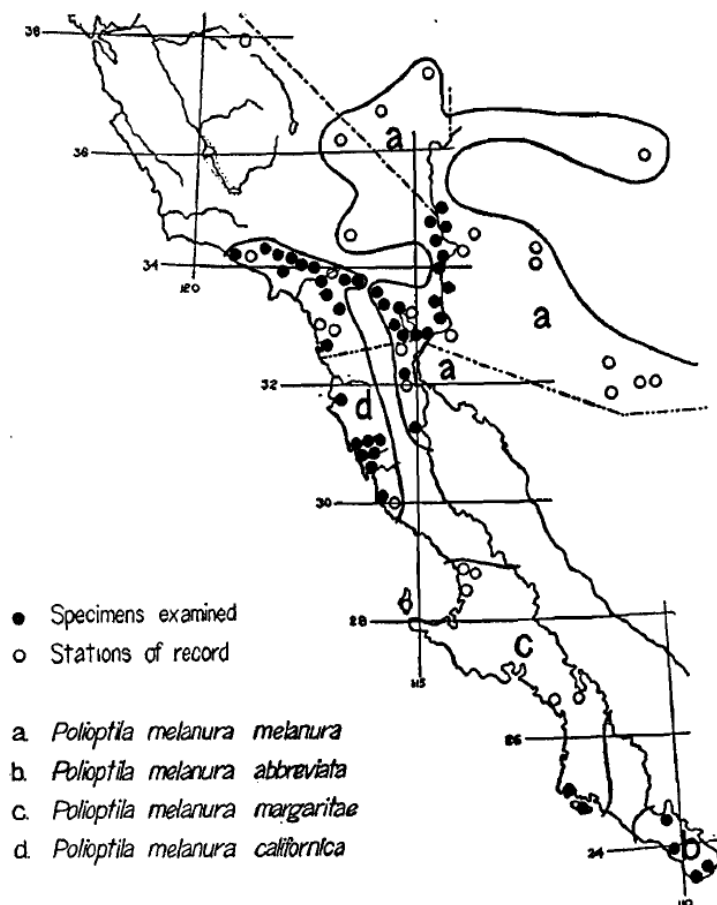 38
a
36
34
120
a
a
32
d
30
● Specimens examined
○ Stations of record
28
c
115
a Polioptila melanura melanura
26
b. Polioptila melanura abbreviata
c. Polioptila melanura margaritae
24
b
d. Polioptila melanura californica
110